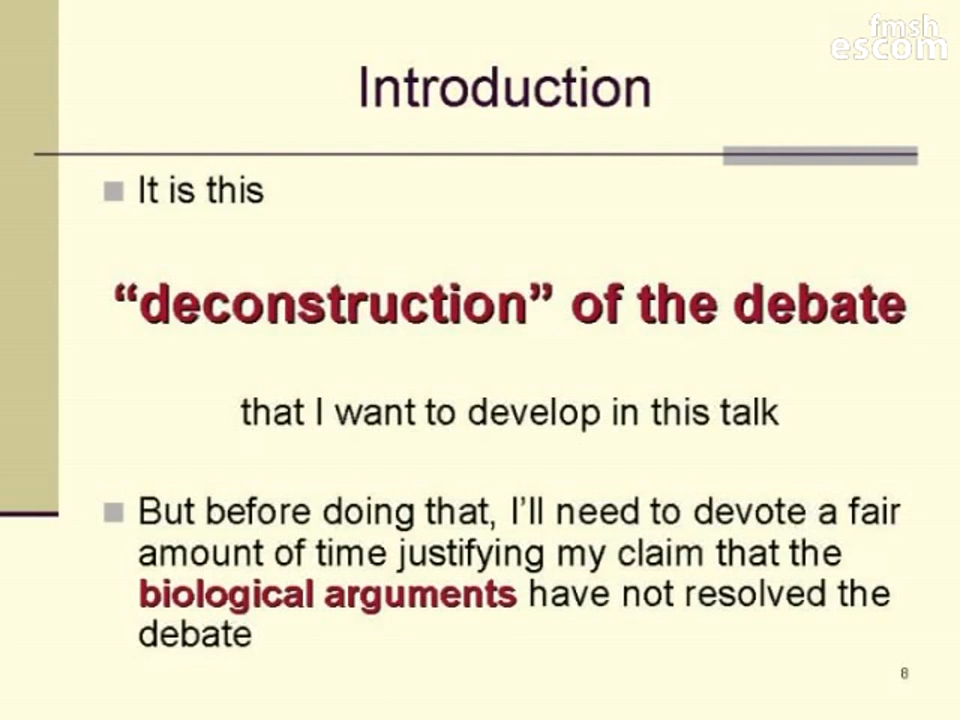 fmsh
escom
Introduction
It is this
“deconstruction” of the debate
that I want to develop in this talk
But before doing that, I’ll need to devote a fair
amount of time justifying my claim that the
biological arguments have not resolved the
debate
8